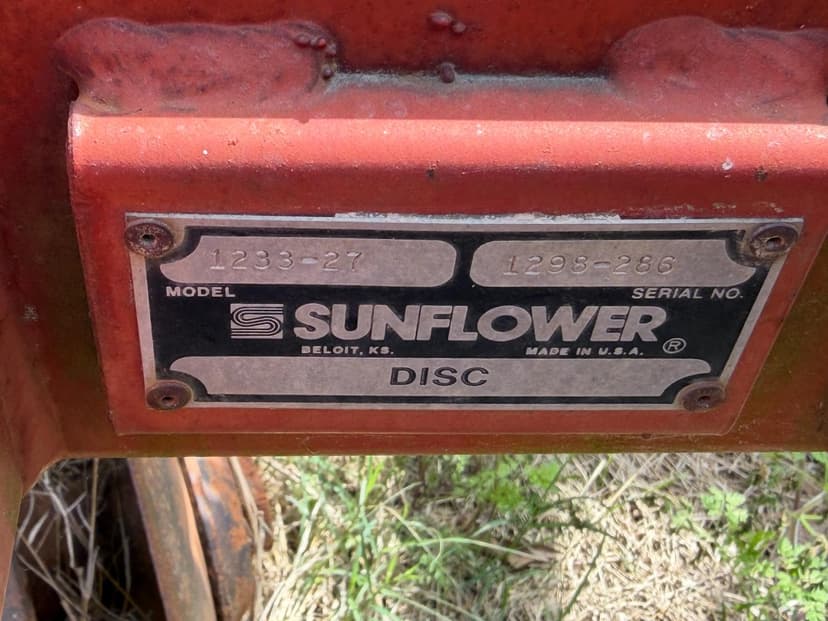 1233-27 1298-286
MODEL SERIAL NO.
SUNFLOWER ®
BELOIT, KS. MADE IN U.S.A.
DISC